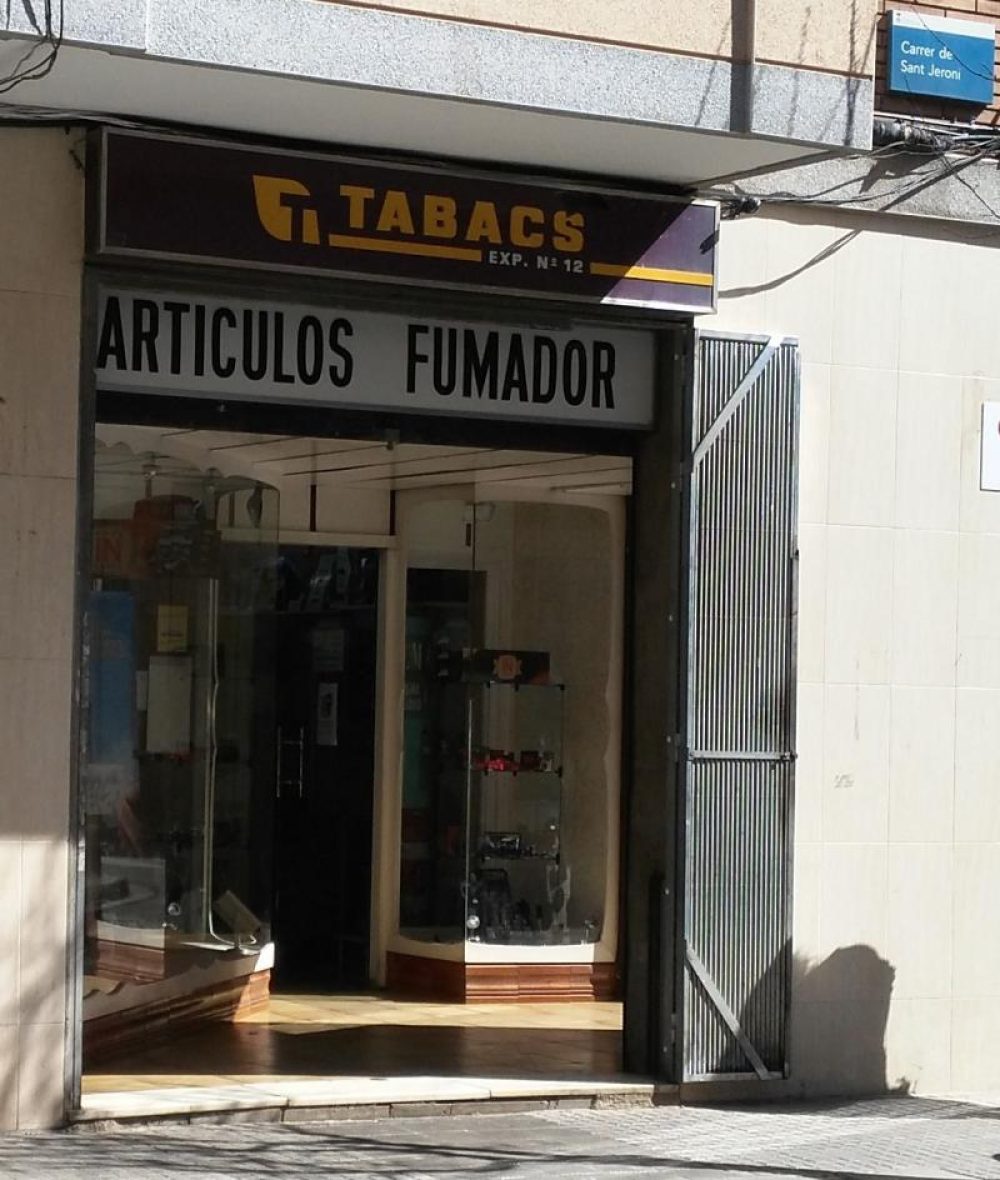 Carrer de
Sant Jeroni
TABACS
EXP. Nº 12
ARTICULOS FUMADOR